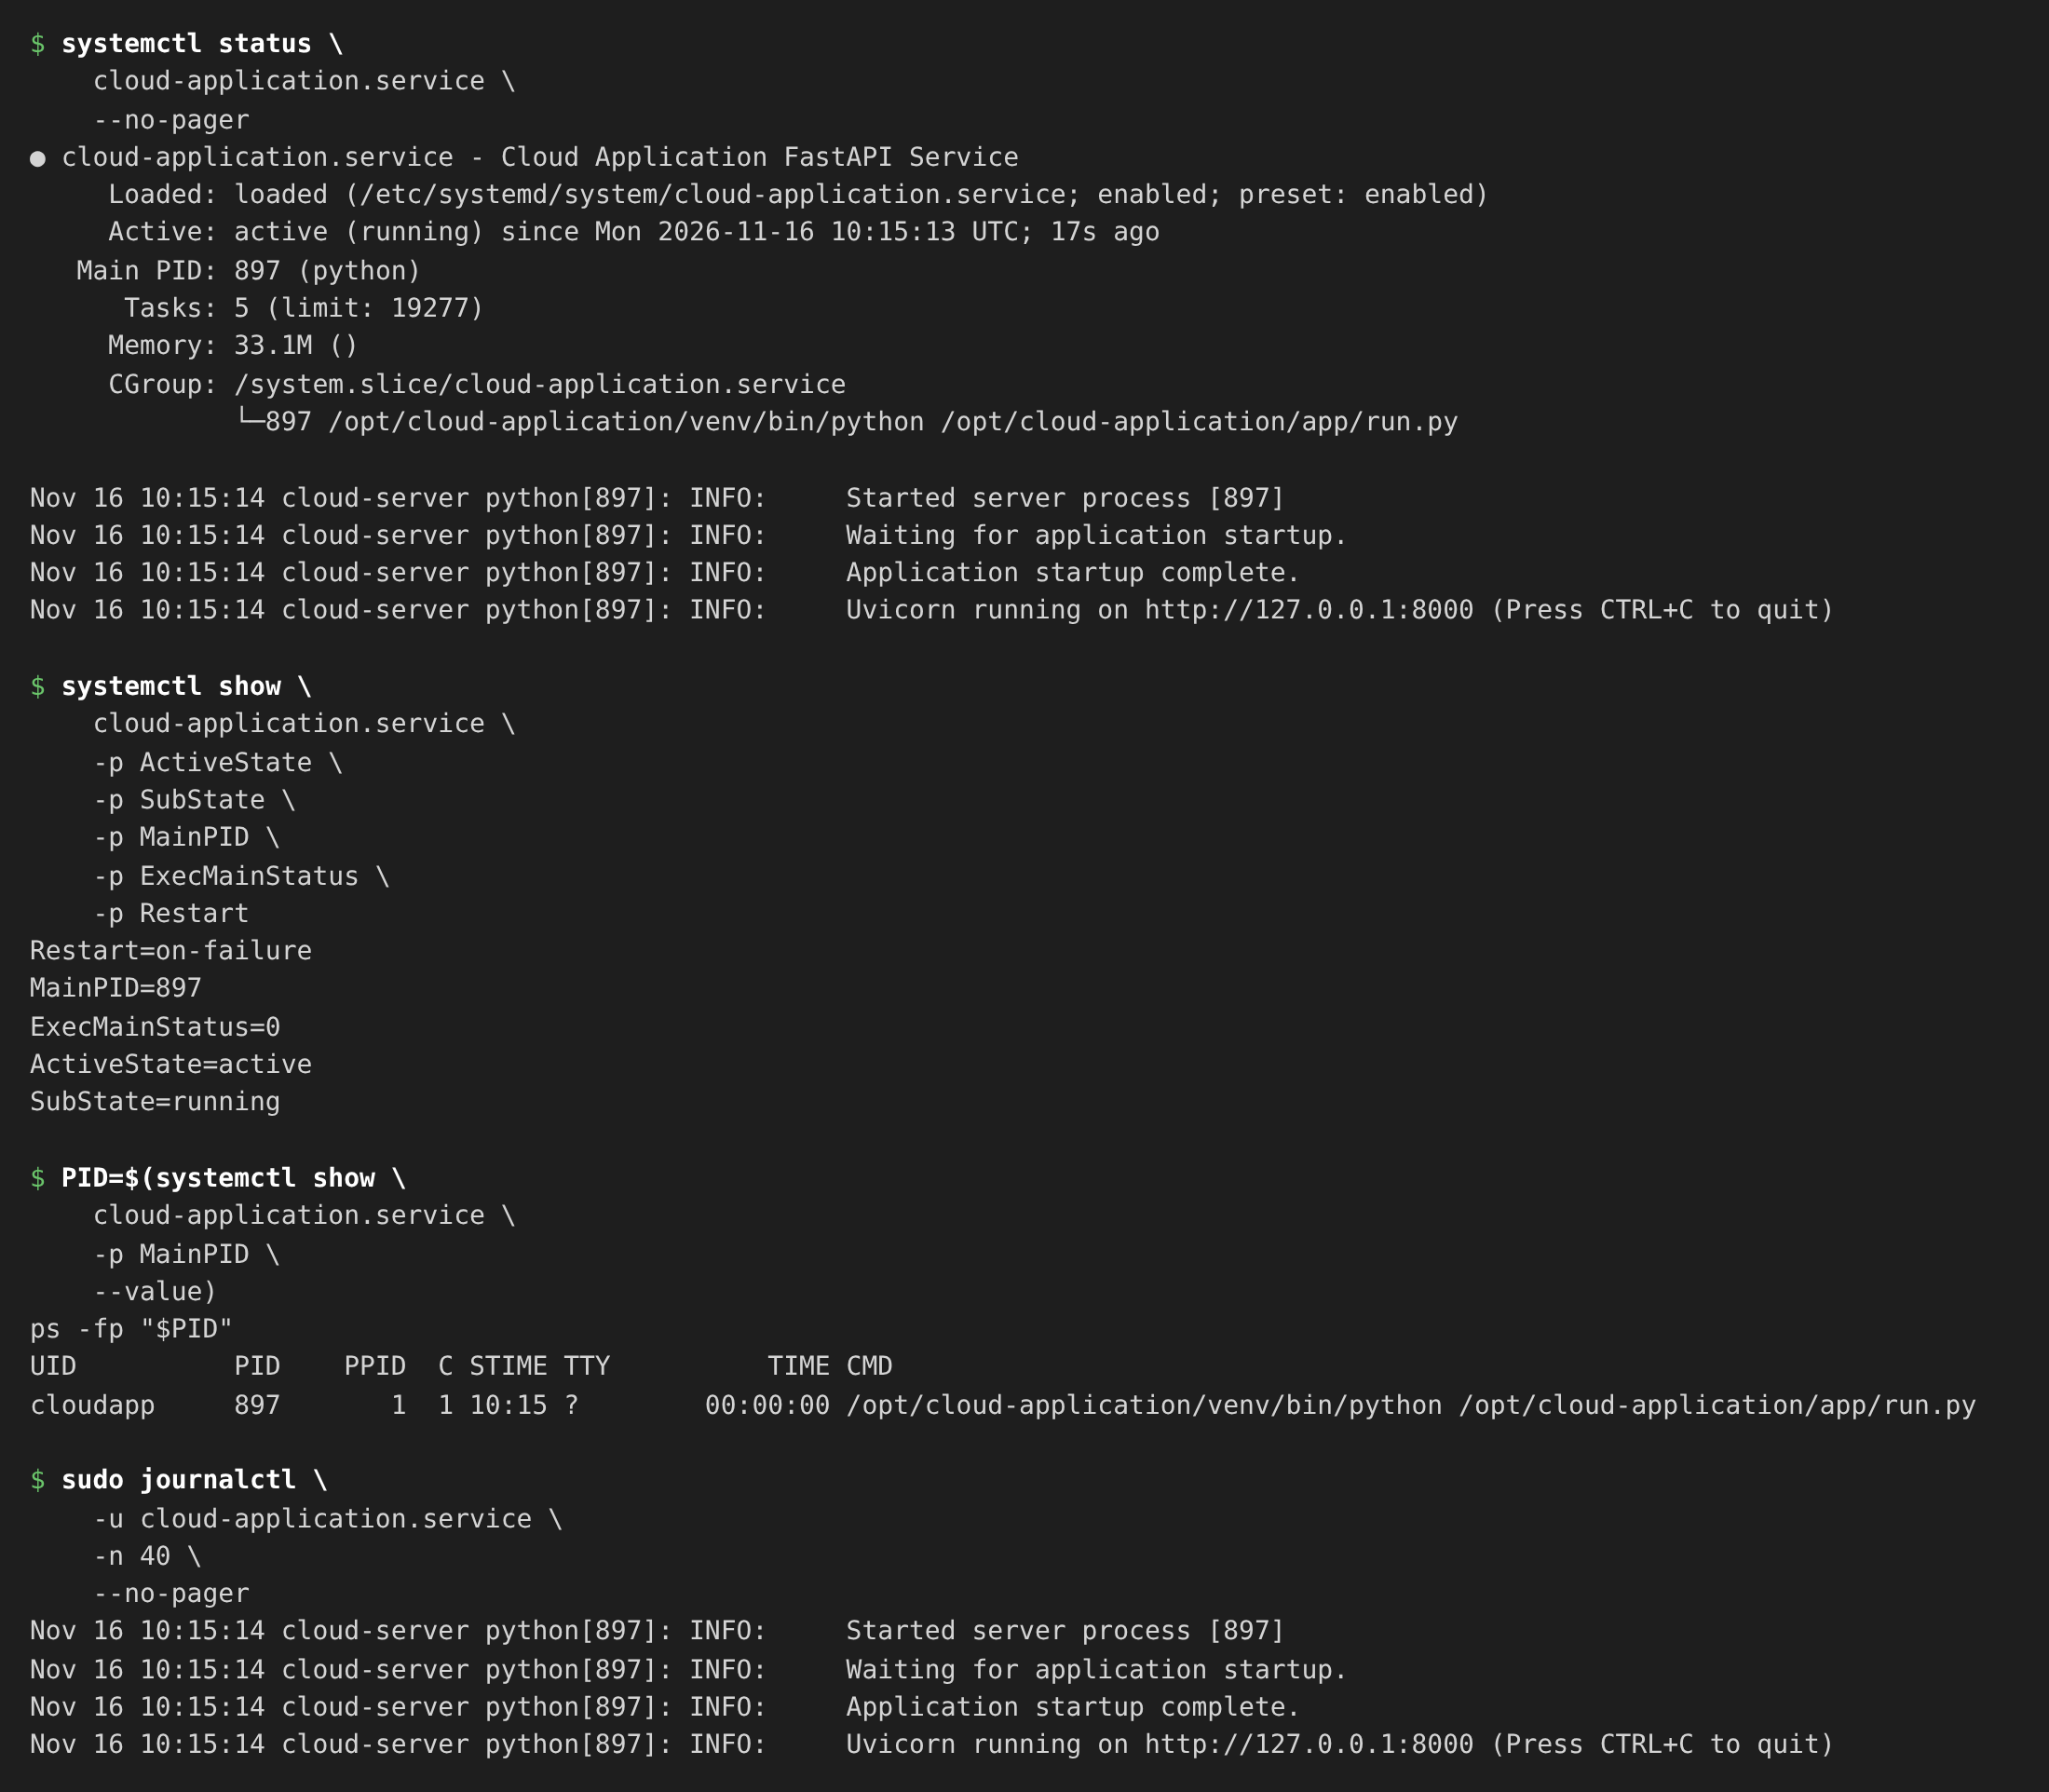 $ systemctl status \
    cloud-application.service \
    --no-pager
● cloud-application.service - Cloud Application FastAPI Service
     Loaded: loaded (/etc/systemd/system/cloud-application.service; enabled; preset: enabled)
     Active: active (running) since Mon 2026-11-16 10:15:13 UTC; 17s ago
   Main PID: 897 (python)
      Tasks: 5 (limit: 19277)
     Memory: 33.1M ()
     CGroup: /system.slice/cloud-application.service
             └─897 /opt/cloud-application/venv/bin/python /opt/cloud-application/app/run.py

Nov 16 10:15:14 cloud-server python[897]: INFO:     Started server process [897]
Nov 16 10:15:14 cloud-server python[897]: INFO:     Waiting for application startup.
Nov 16 10:15:14 cloud-server python[897]: INFO:     Application startup complete.
Nov 16 10:15:14 cloud-server python[897]: INFO:     Uvicorn running on http://127.0.0.1:8000 (Press CTRL+C to quit)

$ systemctl show \
    cloud-application.service \
    -p ActiveState \
    -p SubState \
    -p MainPID \
    -p ExecMainStatus \
    -p Restart
Restart=on-failure
MainPID=897
ExecMainStatus=0
ActiveState=active
SubState=running

$ PID=$(systemctl show \
    cloud-application.service \
    -p MainPID \
    --value)
ps -fp "$PID"
UID          PID    PPID  C STIME TTY          TIME CMD
cloudapp     897       1  1 10:15 ?        00:00:00 /opt/cloud-application/venv/bin/python /opt/cloud-application/app/run.py

$ sudo journalctl \
    -u cloud-application.service \
    -n 40 \
    --no-pager
Nov 16 10:15:14 cloud-server python[897]: INFO:     Started server process [897]
Nov 16 10:15:14 cloud-server python[897]: INFO:     Waiting for application startup.
Nov 16 10:15:14 cloud-server python[897]: INFO:     Application startup complete.
Nov 16 10:15:14 cloud-server python[897]: INFO:     Uvicorn running on http://127.0.0.1:8000 (Press CTRL+C to quit)